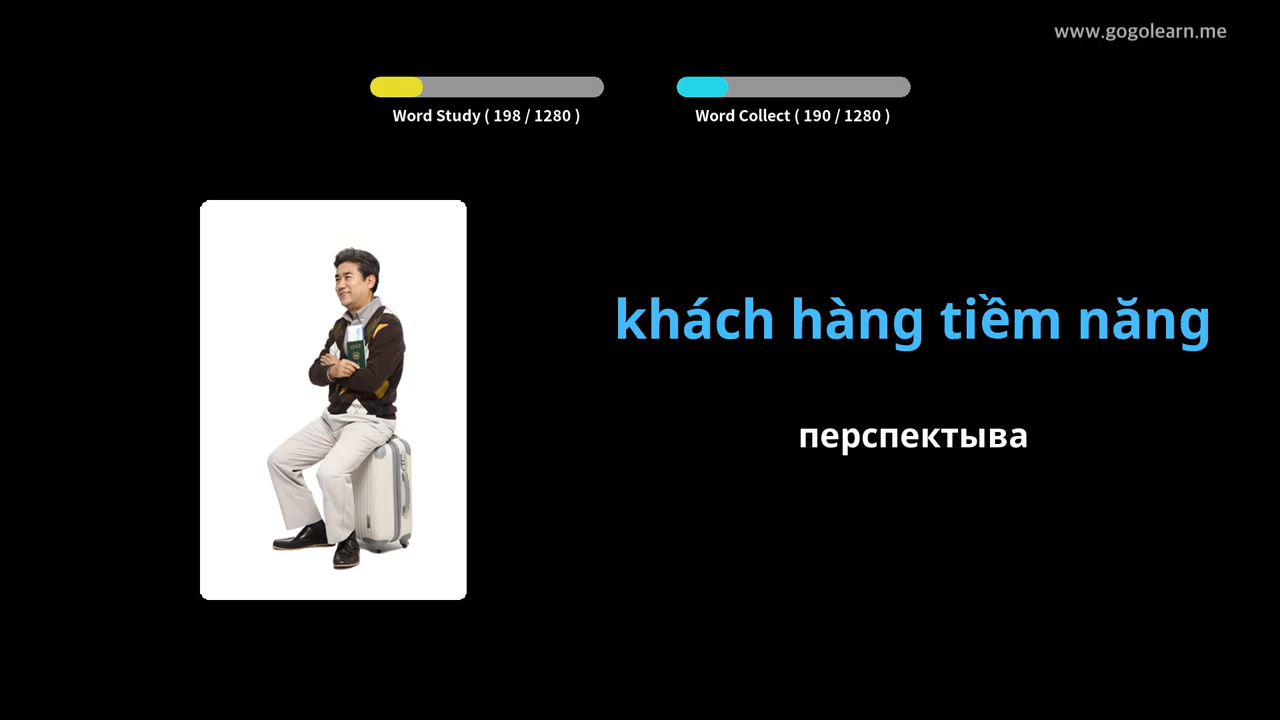 www.gogolearn.me
Word Study ( 198 / 1280 )
Word Collect ( 190 / 1280 )
khách hàng tiềm năng
перспектыва